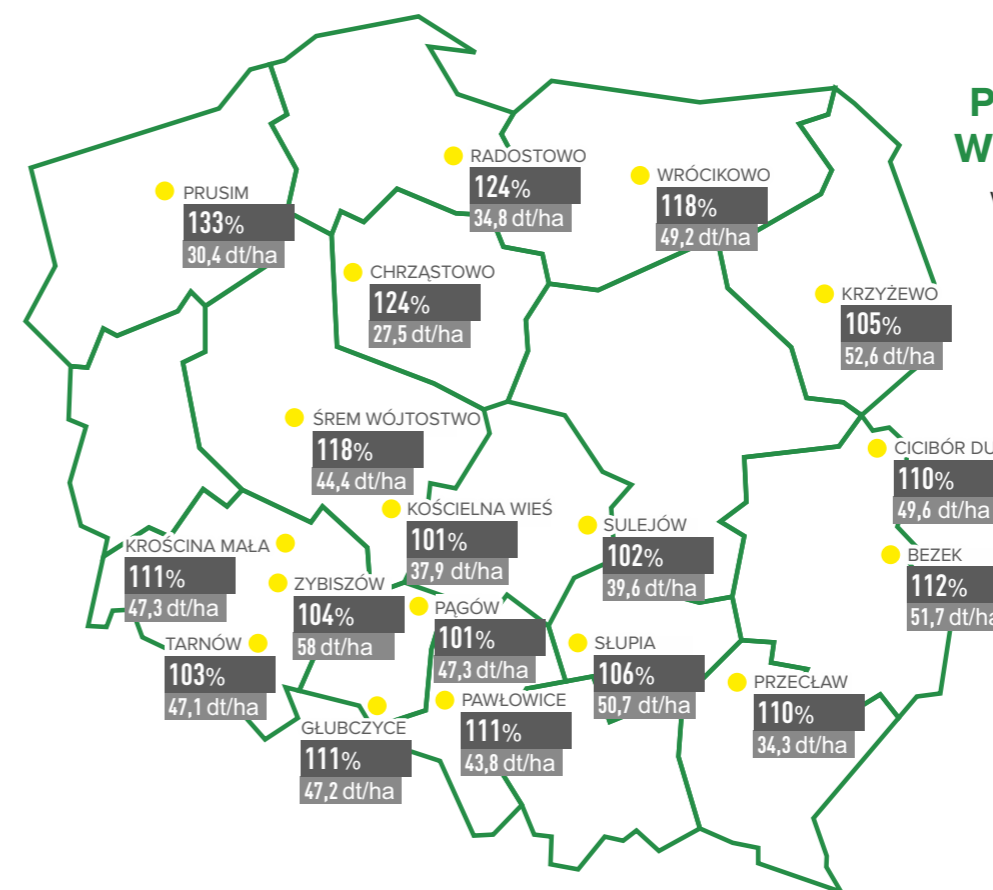 P
W
RADOSTOWO
124%
34,8 dt/ha
WRÓCIKOWO
118%
49,2 dt/ha
PRUSIM
133%
30,4 dt/ha
CHRZĄSTOWO
124%
27,5 dt/ha
KRZYŻEWO
105%
52,6 dt/ha
ŚREM WÓJTOSTWO
118%
44,4 dt/ha
CICIBÓR DU
110%
49,6 dt/ha
KOŚCIELNA WIEŚ
101%
37,9 dt/ha
SULEJÓW
102%
39,6 dt/ha
KROŚCINA MAŁA
111%
47,3 dt/ha
BEZEK
112%
51,7 dt/ha
ZYBISZÓW
104%
58 dt/ha
PĄGÓW
101%
47,3 dt/ha
TARNÓW
103%
47,1 dt/ha
SŁUPIA
106%
50,7 dt/ha
PRZECŁAW
110%
34,3 dt/ha
PAWŁOWICE
111%
43,8 dt/ha
GŁUBCZYCE
111%
47,2 dt/ha